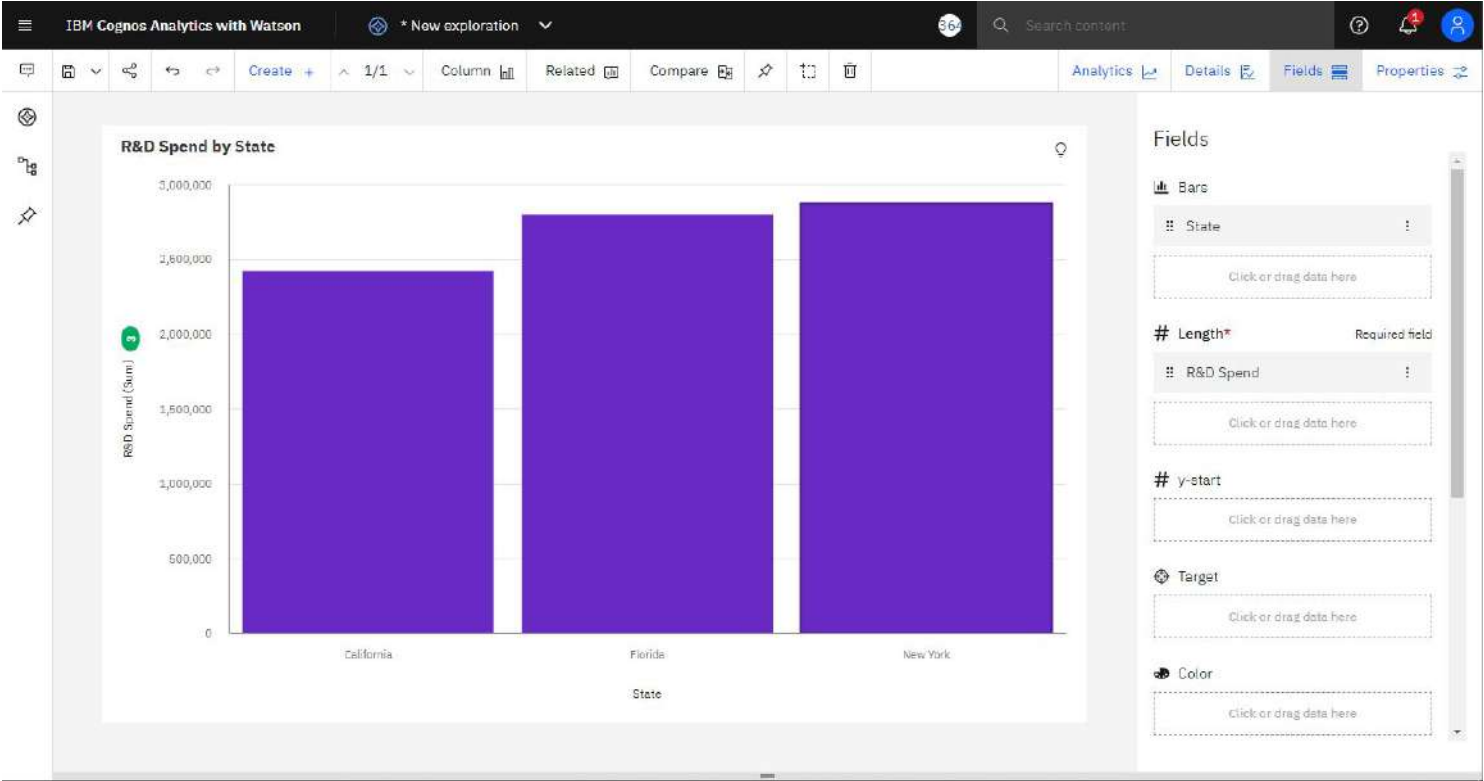 IBM Cognos Analytics with Watson
* New exploration
364
Search content
1
Create +
1/1
Column
Related
Compare
Analytics
Details
Fields
Properties
R&D Spend by State
3,000,000
2,500,000
2,000,000
1,500,000
1,000,000
500,000
0
R&D Spend (Sum)
3
California
Florida
New York
State
Fields
Bars
State
Click or drag data here
# Length*
Required field
R&D Spend
Click or drag data here
# y-start
Click or drag data here
Target
Click or drag data here
Color
Click or drag data here